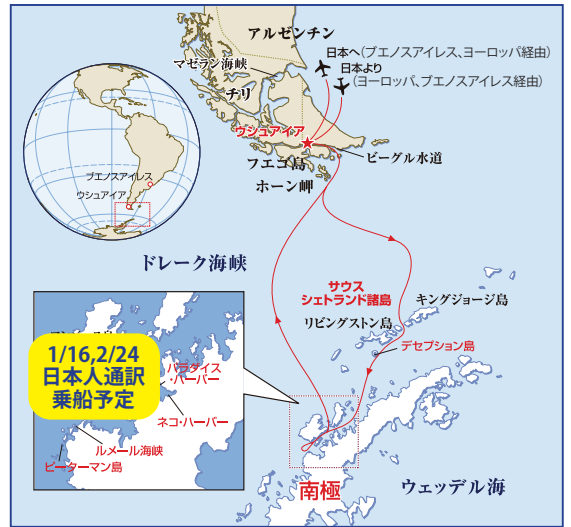 アルゼンチン
日本へ(ブエノスアイレス、ヨーロッパ経由)
マゼラン海峡
日本より
(ヨーロッパ、ブエノスアイレス経由)
チリ
ウシュアイア
ビーグル水道
フエゴ島
ホーン岬
ブエノスアイレス
ウシュアイア
ドレーク海峡
サウス
シェトランド諸島
キングジョージ島
リビングストン島
デセプション島
1/16,2/24
日本人通訳
乗船予定
パラダイス
・ハーバー
ネコ・ハーバー
ルメール海峡
ピーターマン島
南極
ウェッデル海